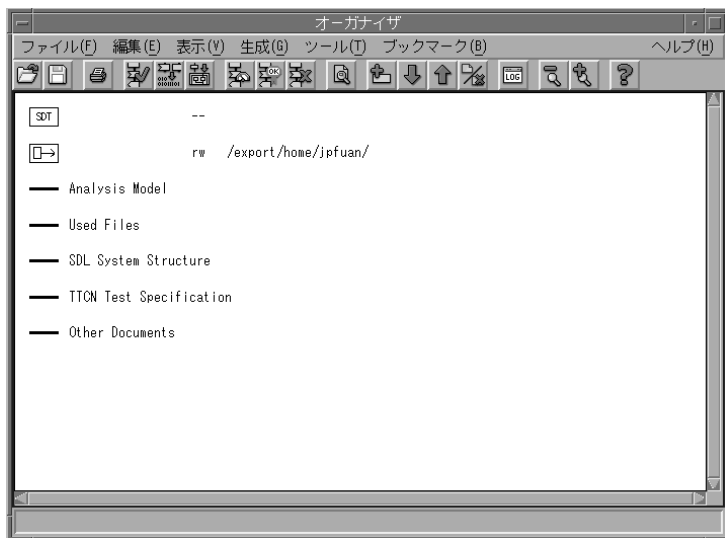 オーガナイザ
ファイル(F) 編集(E) 表示(V) 生成(G) ツール(T) ブックマーク(B) ヘルプ(H)
LOG ?
SDT --
rw /export/home/jpfuan/
Analysis Model
Used Files
SDL System Structure
TTCN Test Specification
Other Documents